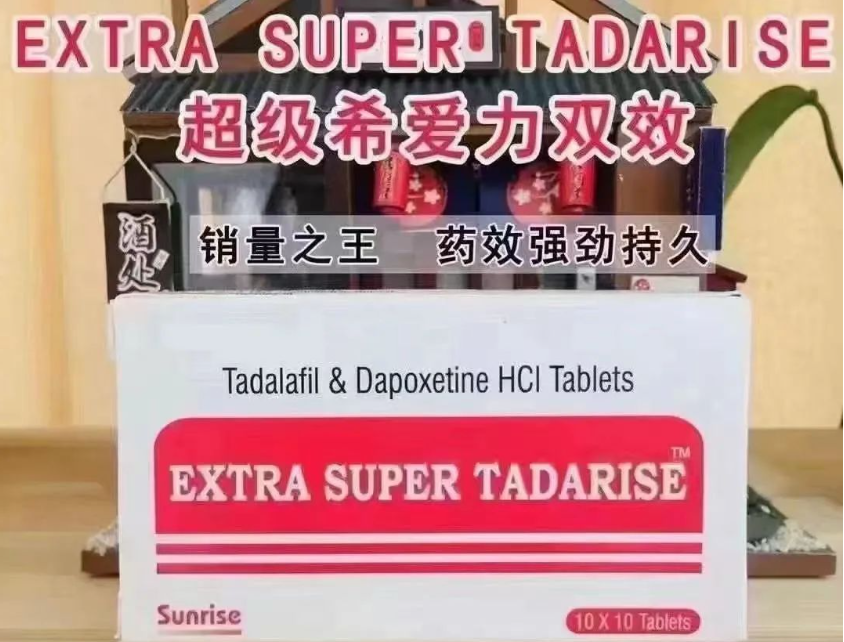 EXTRA SUPER TADARISE
超级希爱力双效
销量之王 药效强劲持久
酒处
Tadalafil & Dapoxetine HCl Tablets
EXTRA SUPER TADARISE™
Sunrise
10 X 10 Tablets